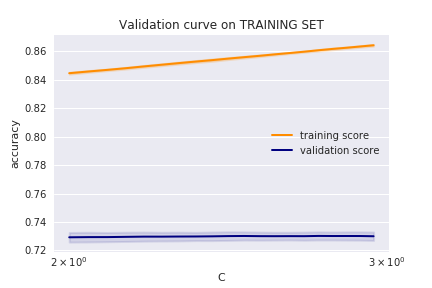 Validation curve on TRAINING SET
0.86
0.84
0.82
0.80
0.78
0.76
0.74
0.72
accuracy
training score
validation score
2 × 10⁰
3 × 10⁰
C